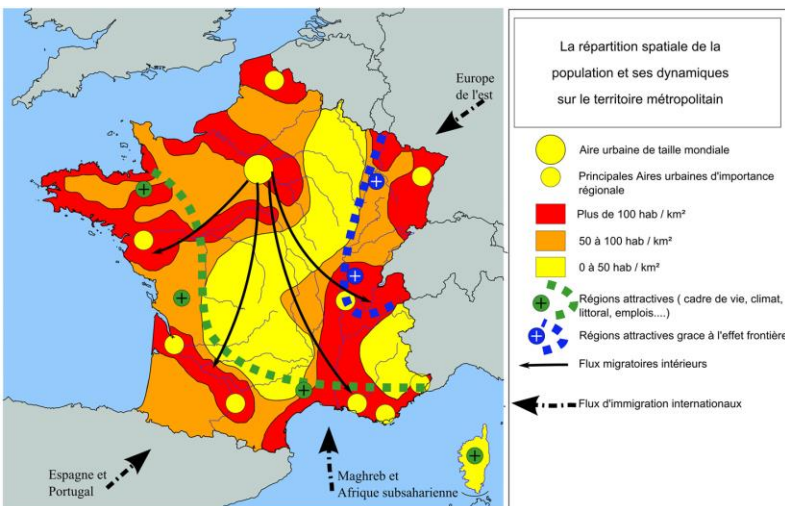 La répartition spatiale de la
population et ses dynamiques
sur le territoire métropolitain
Europe
de l'est
Espagne et
Portugal
Maghreb et
Afrique subsaharienne
Aire urbaine de taille mondiale
Principales Aires urbaines d'importance
régionale
Plus de 100 hab / km²
50 à 100 hab / km²
0 à 50 hab / km²
Régions attractives ( cadre de vie, climat,
littoral, emplois....)
Régions attractives grace à l'effet frontière
Flux migratoires intérieurs
Flux d'immigration internationaux